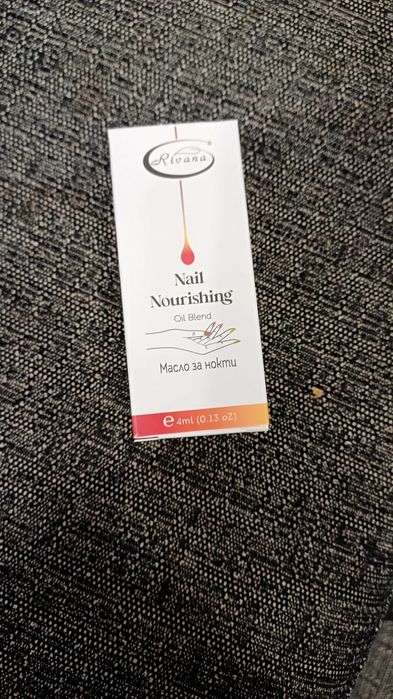 Rivana
Nail
Nourishing
Oil Blend
Масло за нокти
e 4ml (0.13 oZ)